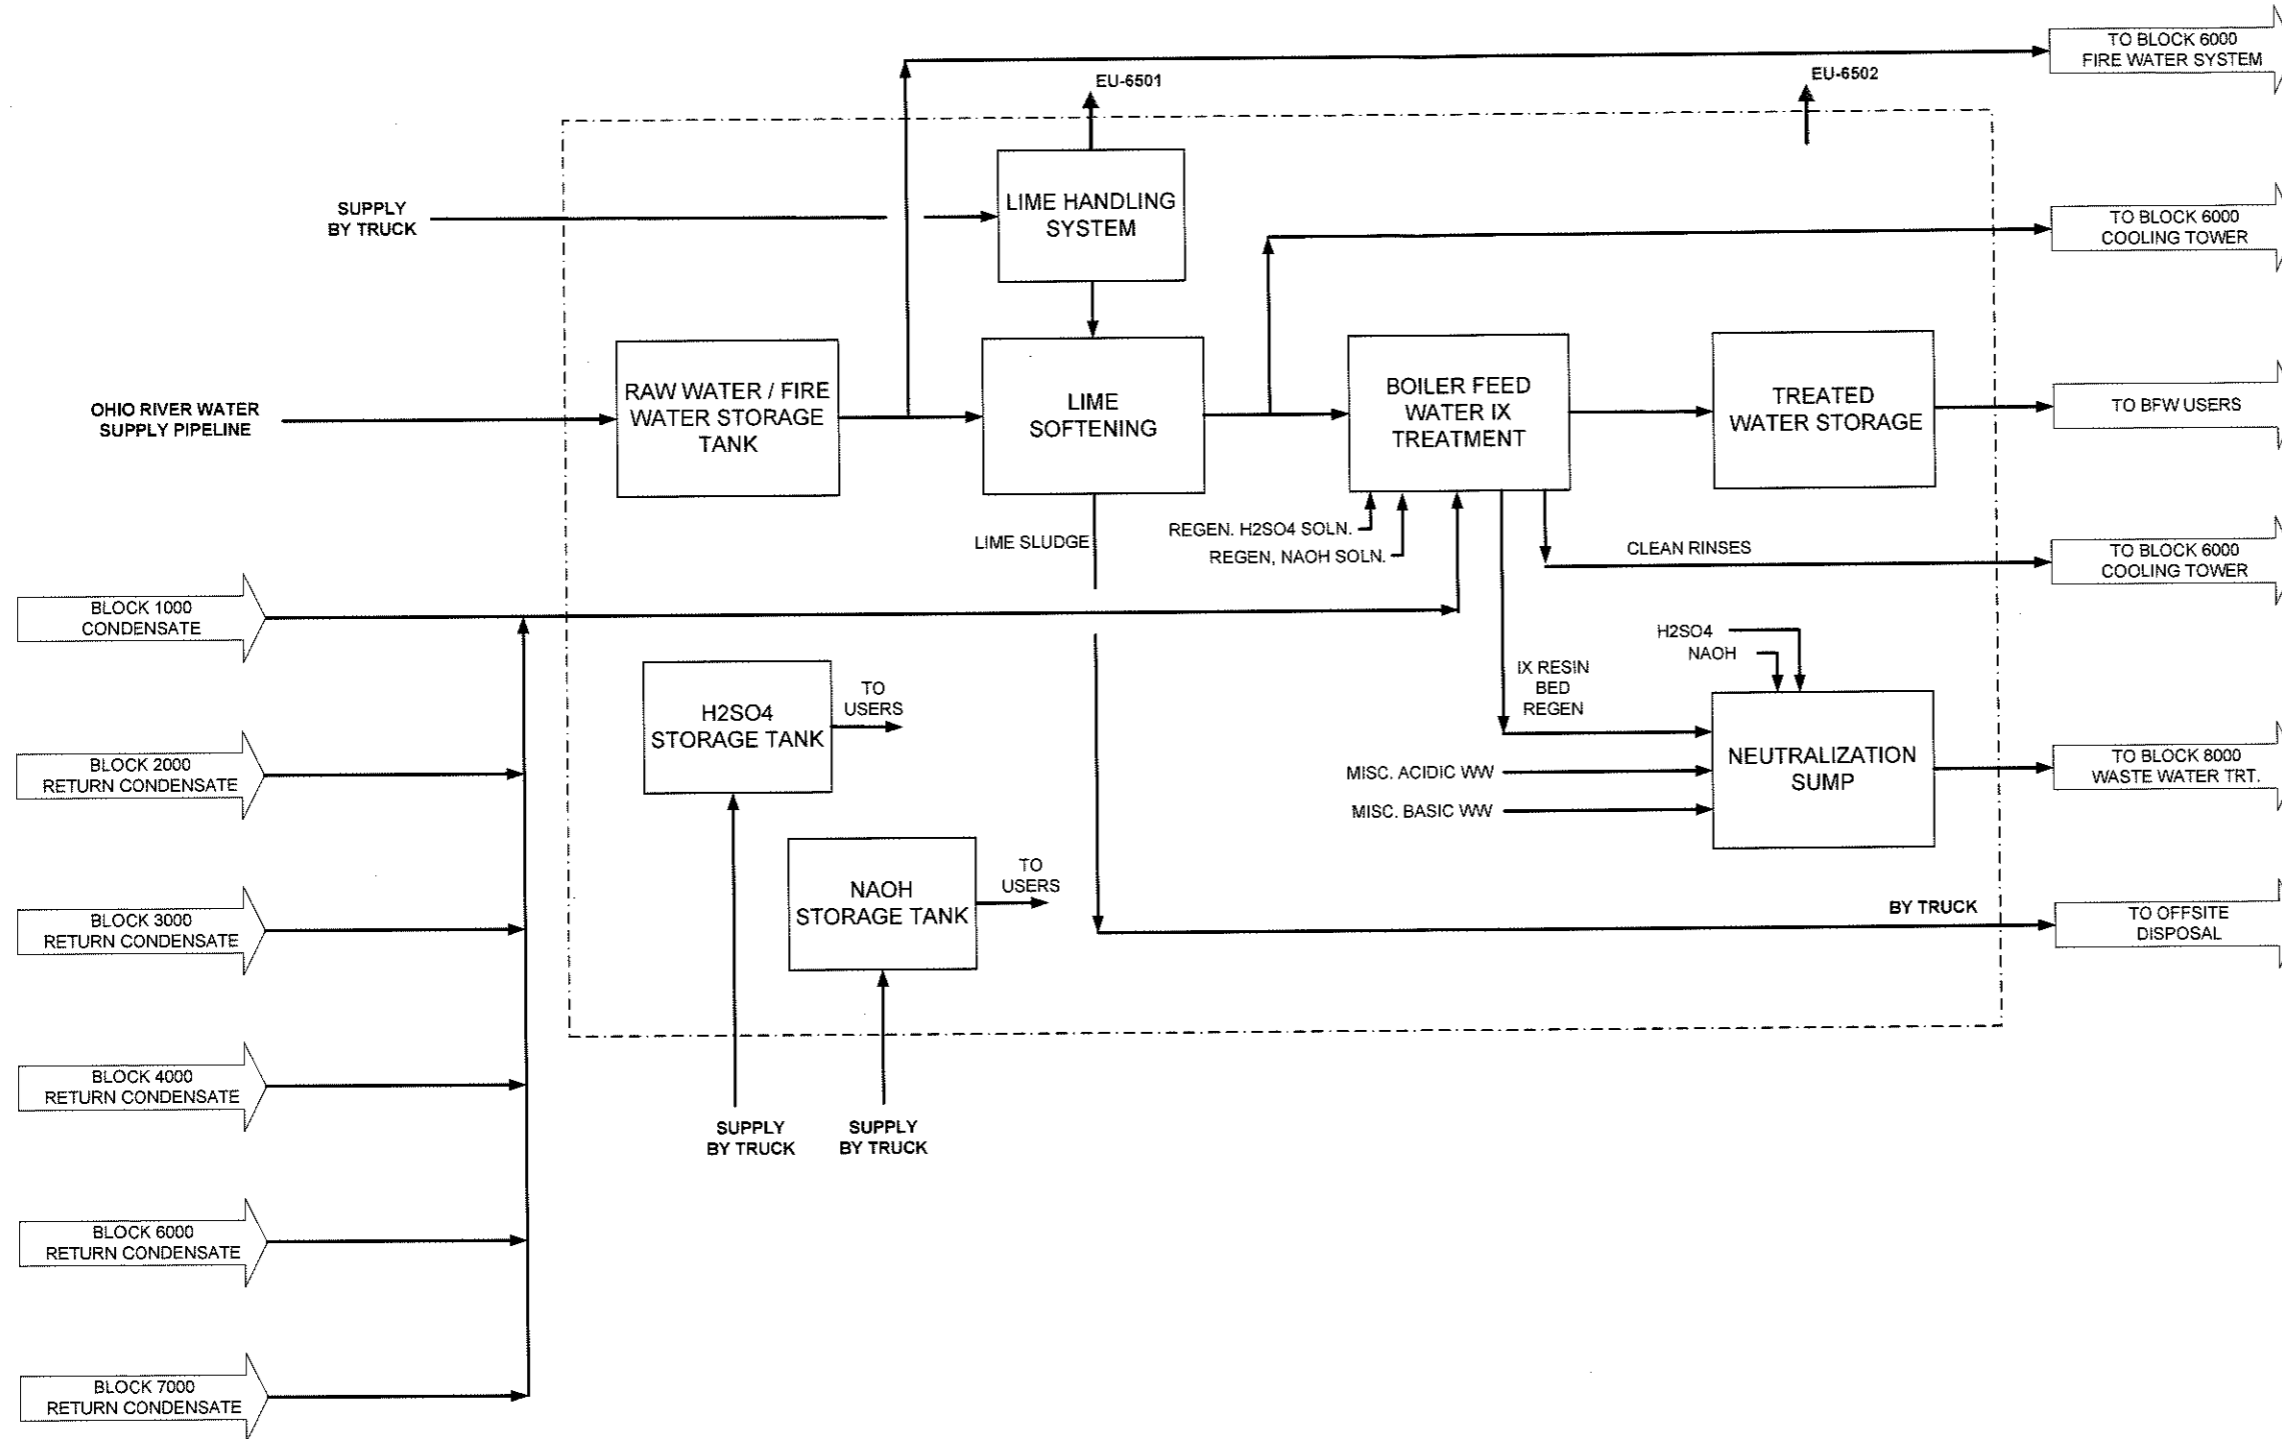 TO BLOCK 6000
FIRE WATER SYSTEM
EU-6501
EU-6502
SUPPLY
BY TRUCK
LIME HANDLING
SYSTEM
TO BLOCK 6000
COOLING TOWER
OHIO RIVER WATER
SUPPLY PIPELINE
RAW WATER / FIRE
WATER STORAGE
TANK
LIME
SOFTENING
BOILER FEED
WATER IX
TREATMENT
TREATED
WATER STORAGE
TO BFW USERS
LIME SLUDGE
REGEN. H2SO4 SOLN.
REGEN, NAOH SOLN.
CLEAN RINSES
TO BLOCK 6000
COOLING TOWER
BLOCK 1000
CONDENSATE
H2SO4
NAOH
IX RESIN
BED
REGEN
H2SO4
STORAGE TANK
TO
USERS
BLOCK 2000
RETURN CONDENSATE
MISC. ACIDIC WW
MISC. BASIC WW
NEUTRALIZATION
SUMP
TO BLOCK 8000
WASTE WATER TRT.
NAOH
STORAGE TANK
TO
USERS
BLOCK 3000
RETURN CONDENSATE
BY TRUCK
TO OFFSITE
DISPOSAL
BLOCK 4000
RETURN CONDENSATE
SUPPLY
BY TRUCK
SUPPLY
BY TRUCK
BLOCK 6000
RETURN CONDENSATE
BLOCK 7000
RETURN CONDENSATE